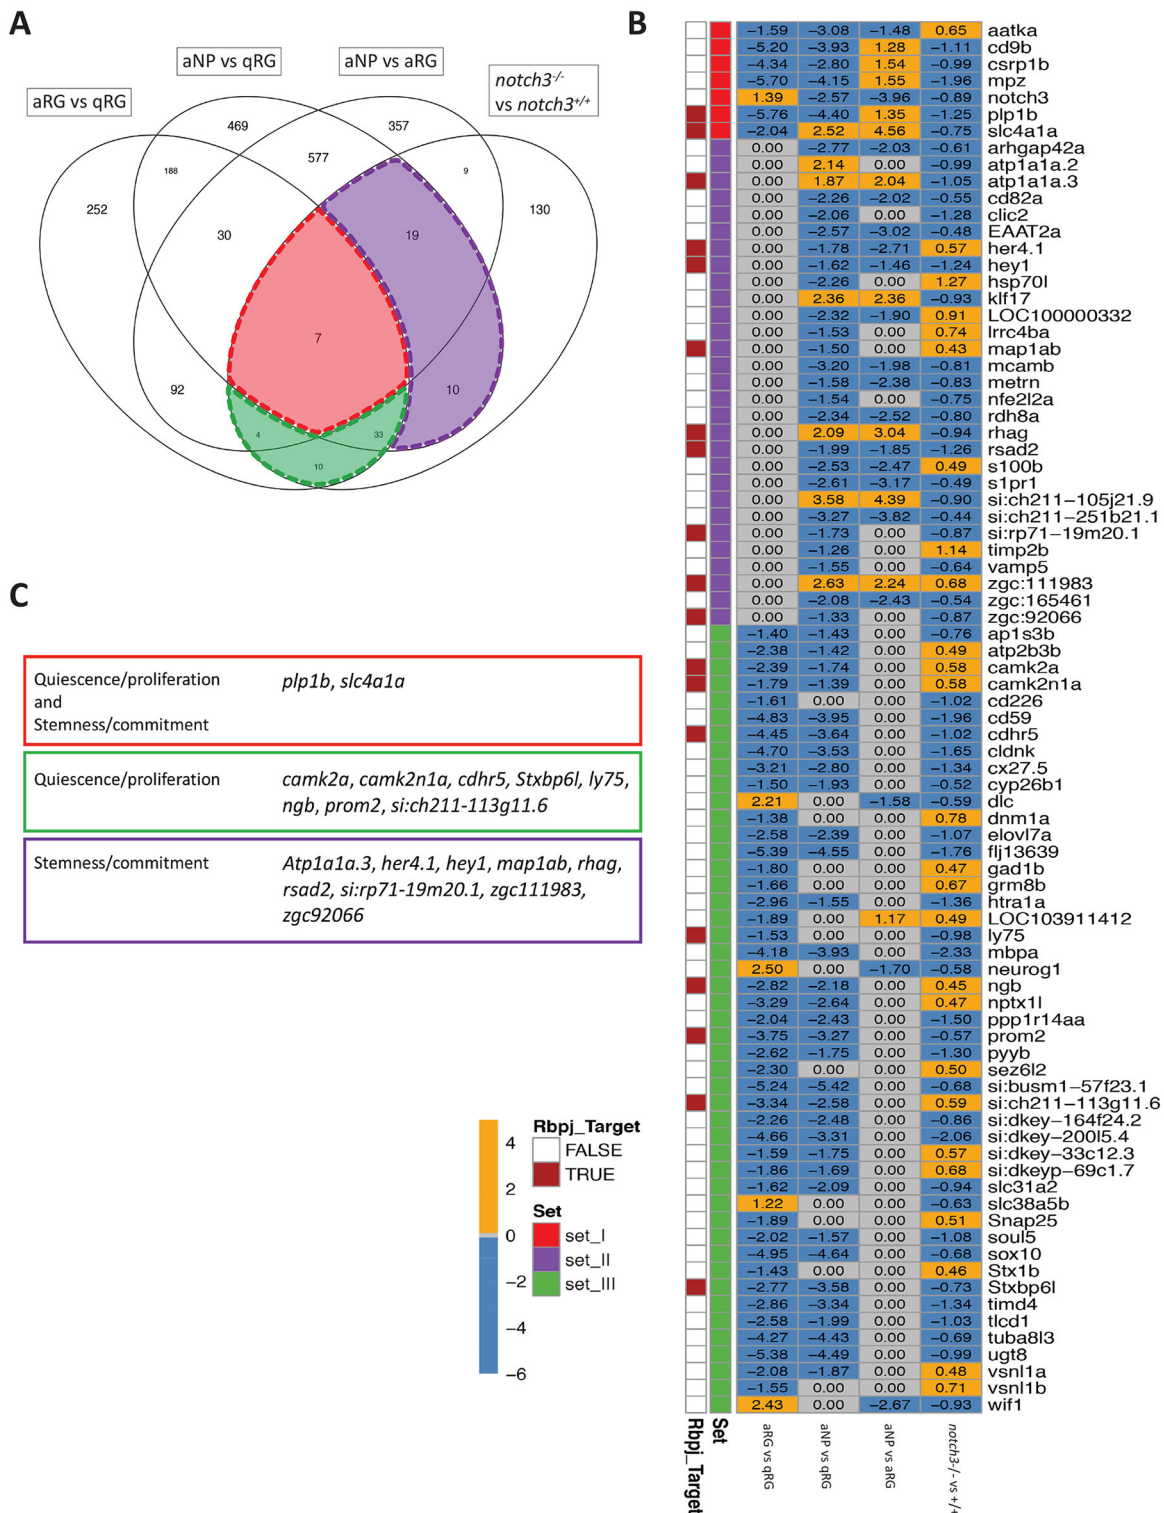 A
aRG vs qRG
aNP vs qRG
aNP vs aRG
notch3-/-
vs notch3+/+
469
357
577
188
9
252
130
30
19
7
92
10
4
33
10
B
−1.59 −3.08 −1.48 0.65 aatka
−5.20 −3.93 1.28 −1.11 cd9b
−4.34 −2.80 1.54 −0.99 csrp1b
−5.70 −4.15 1.55 −1.96 mpz
1.39 −2.57 −3.96 −0.89 notch3
−5.76 −4.40 1.35 −1.25 plp1b
−2.04 2.52 4.56 −0.75 slc4a1a
0.00 −2.77 −2.03 −0.61 arhgap42a
0.00 2.14 0.00 −0.99 atp1a1a.2
0.00 1.87 2.04 −1.05 atp1a1a.3
0.00 −2.26 −2.02 −0.55 cd82a
0.00 −2.06 0.00 −1.28 clic2
0.00 −2.57 −3.02 −0.48 EAAT2a
0.00 −1.78 −2.71 0.57 her4.1
0.00 −1.62 −1.46 −1.24 hey1
0.00 −2.26 0.00 1.27 hsp70l
0.00 2.36 2.36 −0.93 klf17
0.00 −2.32 −1.90 0.91 LOC100000332
0.00 −1.53 0.00 0.74 lrrc4ba
0.00 −1.50 0.00 0.43 map1ab
0.00 −3.20 −1.98 −0.81 mcamb
0.00 −1.58 −2.38 −0.83 metrn
0.00 −1.54 0.00 −0.75 nfe2l2a
0.00 −2.34 −2.52 −0.80 rdh8a
0.00 2.09 3.04 −0.94 rhag
0.00 −1.99 −1.85 −1.26 rsad2
0.00 −2.53 −2.47 0.49 s100b
0.00 −2.61 −3.17 −0.49 s1pr1
0.00 3.58 4.39 −0.90 si:ch211−105j21.9
0.00 −3.27 −3.82 −0.44 si:ch211−251b21.1
0.00 −1.73 0.00 −0.87 si:rp71−19m20.1
0.00 −1.26 0.00 1.14 timp2b
0.00 −1.55 0.00 −0.64 vamp5
0.00 2.63 2.24 0.68 zgc:111983
0.00 −2.08 −2.43 −0.54 zgc:165461
0.00 −1.33 0.00 −0.87 zgc:92066
−1.40 −1.43 0.00 −0.76 ap1s3b
−2.38 −1.42 0.00 0.49 atp2b3b
−2.39 −1.74 0.00 0.58 camk2a
−1.79 −1.39 0.00 0.58 camk2n1a
−1.61 0.00 0.00 −1.02 cd226
−4.83 −3.95 0.00 −1.96 cd59
−4.45 −3.64 0.00 −1.02 cdhr5
−4.70 −3.53 0.00 −1.65 cldnk
−3.21 −2.80 0.00 −1.34 cx27.5
−1.50 −1.93 0.00 −0.52 cyp26b1
2.21 0.00 −1.58 −0.59 dlc
−1.38 0.00 0.00 0.78 dnm1a
−2.58 −2.39 0.00 −1.07 elovl7a
−5.39 −4.55 0.00 −1.76 flj13639
−1.80 0.00 0.00 0.47 gad1b
−1.66 0.00 0.00 0.67 grm8b
−2.96 −1.55 0.00 −1.36 htra1a
−1.89 0.00 1.17 0.49 LOC103911412
−1.53 0.00 0.00 −0.98 ly75
−4.18 −3.93 0.00 −2.33 mbpa
2.50 0.00 −1.70 −0.58 neurog1
−2.82 −2.18 0.00 0.45 ngb
−3.29 −2.64 0.00 0.47 nptx1l
−2.04 −2.43 0.00 −1.50 ppp1r14aa
−3.75 −3.27 0.00 −0.57 prom2
−2.62 −1.75 0.00 −1.30 pyyb
−2.30 0.00 0.00 0.50 sez6l2
−5.24 −5.42 0.00 −0.68 si:busm1−57f23.1
−3.34 −2.58 0.00 0.59 si:ch211−113g11.6
−2.26 −2.48 0.00 −0.86 si:dkey−164f24.2
−4.66 −3.31 0.00 −2.06 si:dkey−200l5.4
−1.59 −1.75 0.00 0.57 si:dkey−33c12.3
−1.86 −1.69 0.00 0.68 si:dkeyp−69c1.7
−1.62 −2.09 0.00 −0.94 slc31a2
1.22 0.00 0.00 −0.63 slc38a5b
−1.89 0.00 0.00 0.51 Snap25
−2.02 −1.57 0.00 −1.08 soul5
−4.95 −4.64 0.00 −0.68 sox10
−1.43 0.00 0.00 0.46 Stx1b
−2.77 −3.58 0.00 −0.73 Stxbp6l
−2.86 −3.34 0.00 −1.34 timd4
−2.58 −1.99 0.00 −1.03 tlcd1
−4.27 −4.43 0.00 −0.69 tuba8l3
−5.38 −4.49 0.00 −0.99 ugt8
−2.08 −1.87 0.00 0.48 vsnl1a
−1.55 0.00 0.00 0.71 vsnl1b
2.43 0.00 −2.67 −0.93 wif1
Rbpj_Target
Set
aRG vs qRG
aNP vs qRG
aNP vs aRG
notch3-/- vs +/+
C
Quiescence/proliferation
and
Stemness/commitment
plp1b, slc4a1a
Quiescence/proliferation
camk2a, camk2n1a, cdhr5, Stxbp6l, ly75,
ngb, prom2, si:ch211-113g11.6
Stemness/commitment
Atp1a1a.3, her4.1, hey1, map1ab, rhag,
rsad2, si:rp71-19m20.1, zgc111983,
zgc92066
4
2
0
−2
−4
−6
Rbpj_Target
FALSE
TRUE
Set
set_I
set_II
set_III